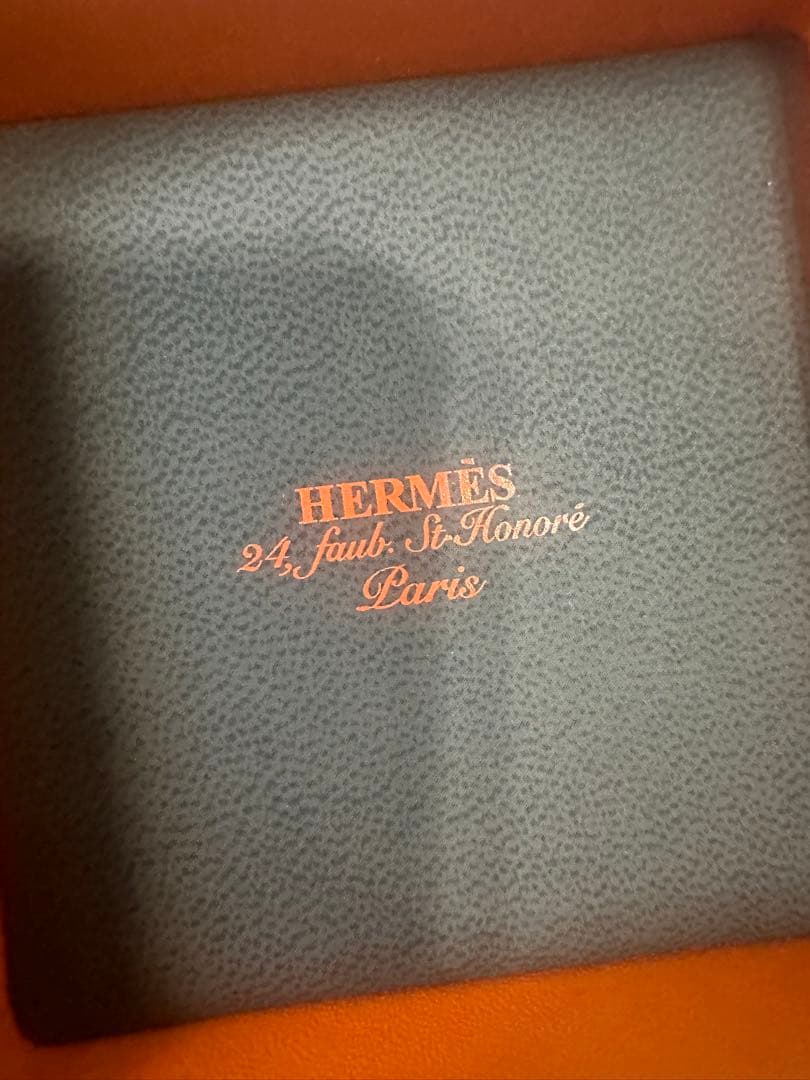 HERMÈS
24, faub. St-Honoré
Paris